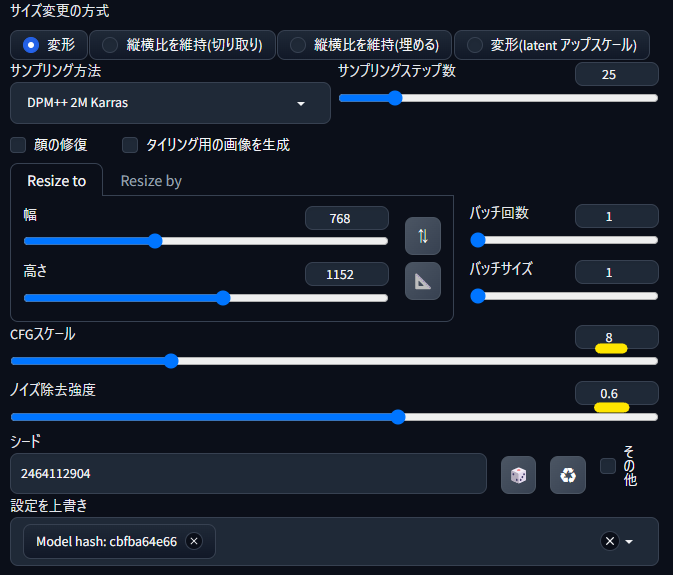 サイズ変更の方式
変形 縦横比を維持(切り取り) 縦横比を維持(埋める) 変形(latent アップスケール)
サンプリング方法 サンプリングステップ数 25
DPM++ 2M Karras
顔の修復 タイリング用の画像を生成
Resize to Resize by
幅 768 バッチ回数 1
高さ 1152 バッチサイズ 1
CFGスケール 8
ノイズ除去強度 0.6
シード
2464112904 その他
設定を上書き
Model hash: cbfba64e66